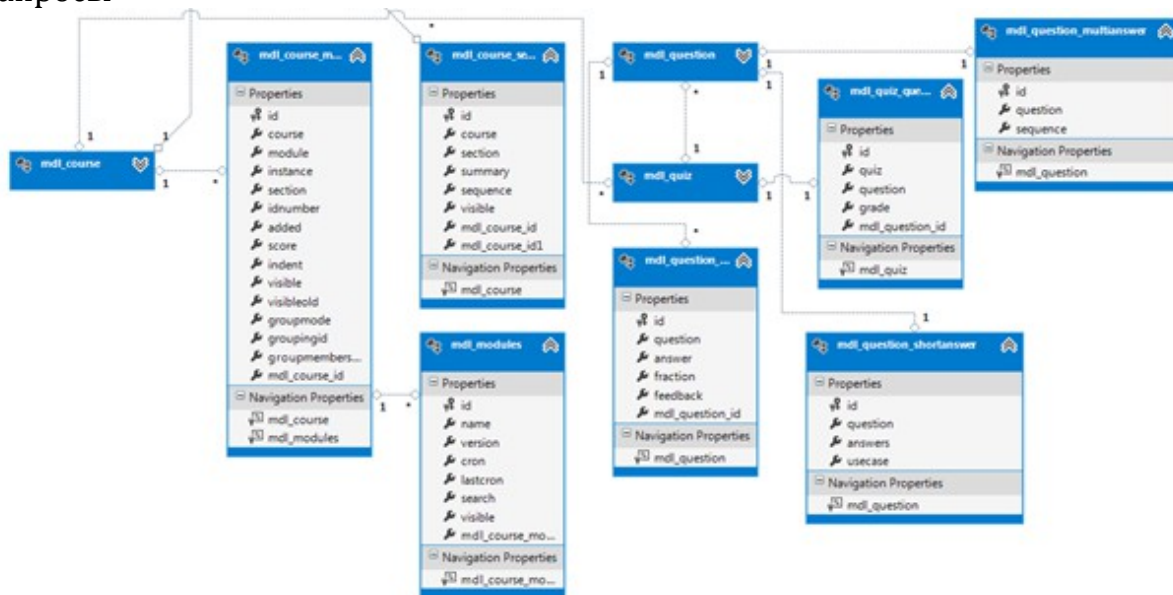 mdl_course
mdl_course_m...
Properties
id
course
module
instance
section
idnumber
added
score
indent
visible
visibleold
groupmode
groupingid
groupmembers...
mdl_course_id
Navigation Properties
mdl_course
mdl_modules
mdl_course_se...
Properties
id
course
section
summary
sequence
visible
mdl_course_id
mdl_course_id1
Navigation Properties
mdl_course
mdl_modules
Properties
id
name
version
cron
lastcron
search
visible
mdl_course_mo...
Navigation Properties
mdl_course_mo...
mdl_question
mdl_quiz
mdl_question_...
Properties
id
question
answer
fraction
feedback
mdl_question_id
Navigation Properties
mdl_question
mdl_quiz_que...
Properties
id
quiz
question
grade
mdl_question_id
Navigation Properties
mdl_quiz
mdl_question_multianswer
Properties
id
question
sequence
Navigation Properties
mdl_question
mdl_question_shortanswer
Properties
id
question
answers
usecase
Navigation Properties
mdl_question
1
1
1
*
*
1
*
1
*
1
*
1
*
1
1
1
1
1
1